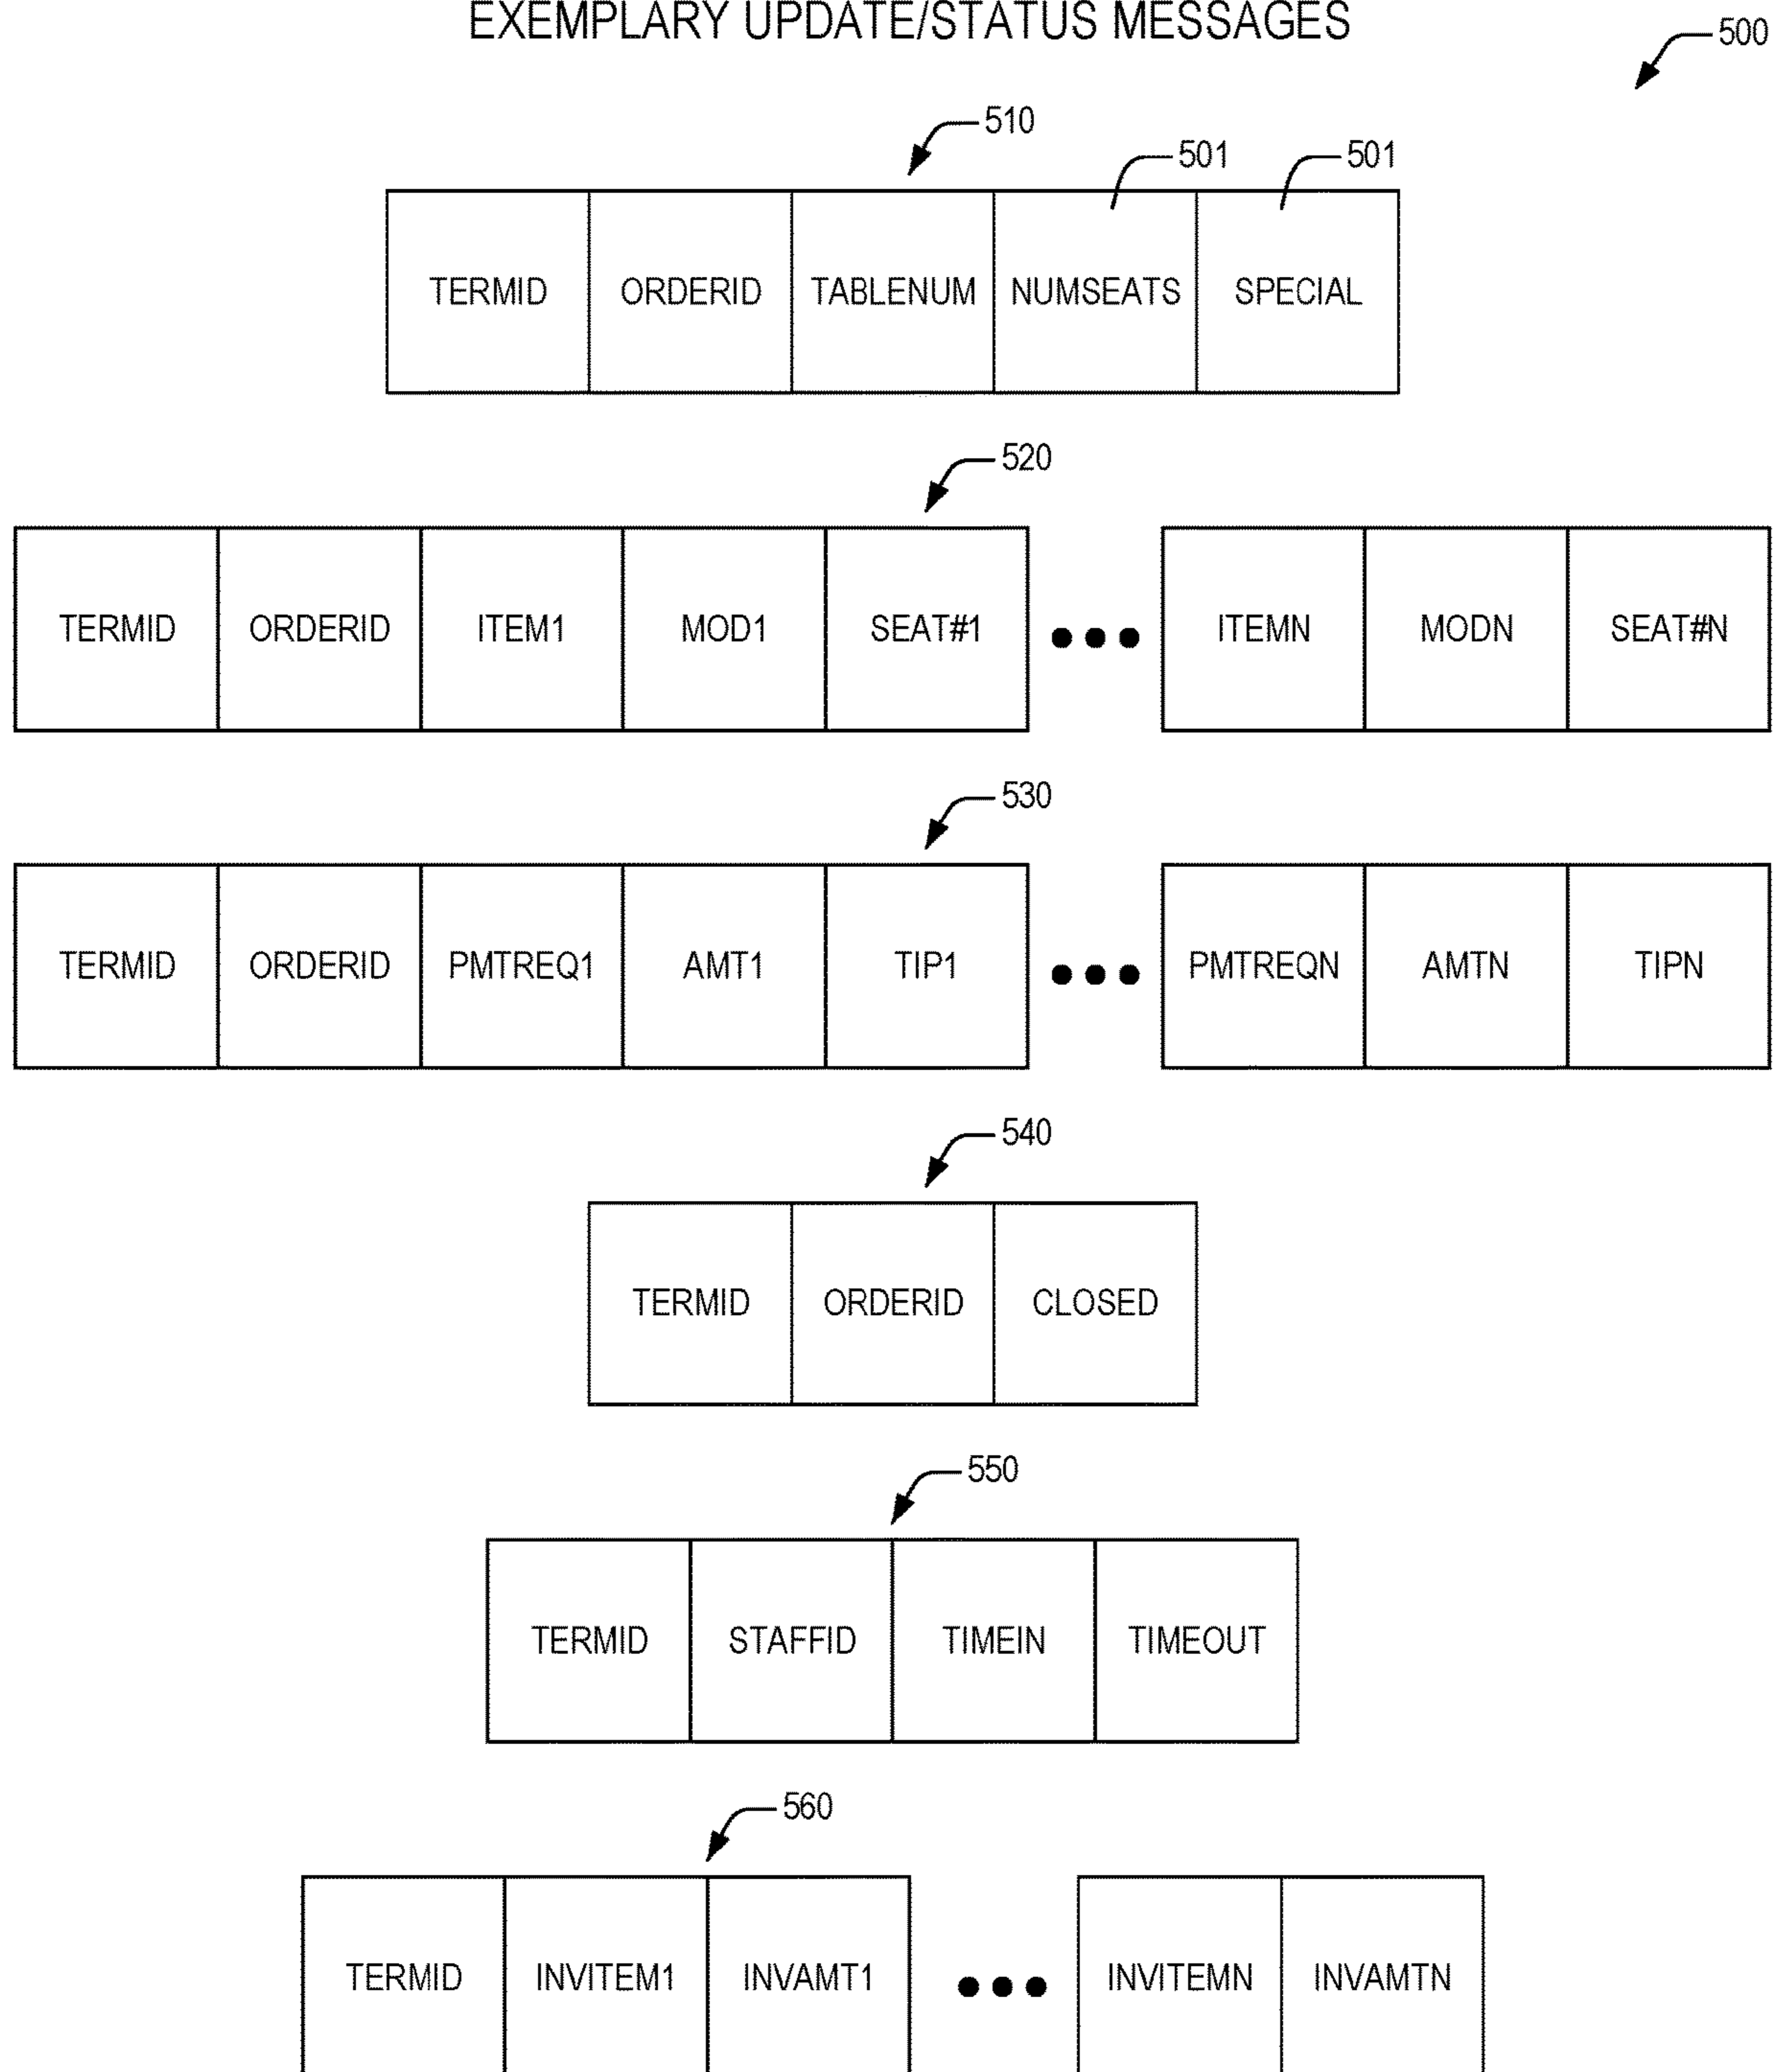 EXEMPLARY UPDATE/STATUS MESSAGES
500
510
501 501
TERMID ORDERID TABLENUM NUMSEATS SPECIAL
520
TERMID ORDERID ITEM1 MOD1 SEAT#1 ITEMN MODN SEAT#N
530
TERMID ORDERID PMTREQ1 AMT1 TIP1 PMTREQN AMTN TIPN
540
TERMID ORDERID CLOSED
550
TERMID STAFFID TIMEIN TIMEOUT
560
TERMID INVITEM1 INVAMT1 INVITEMN INVAMTN